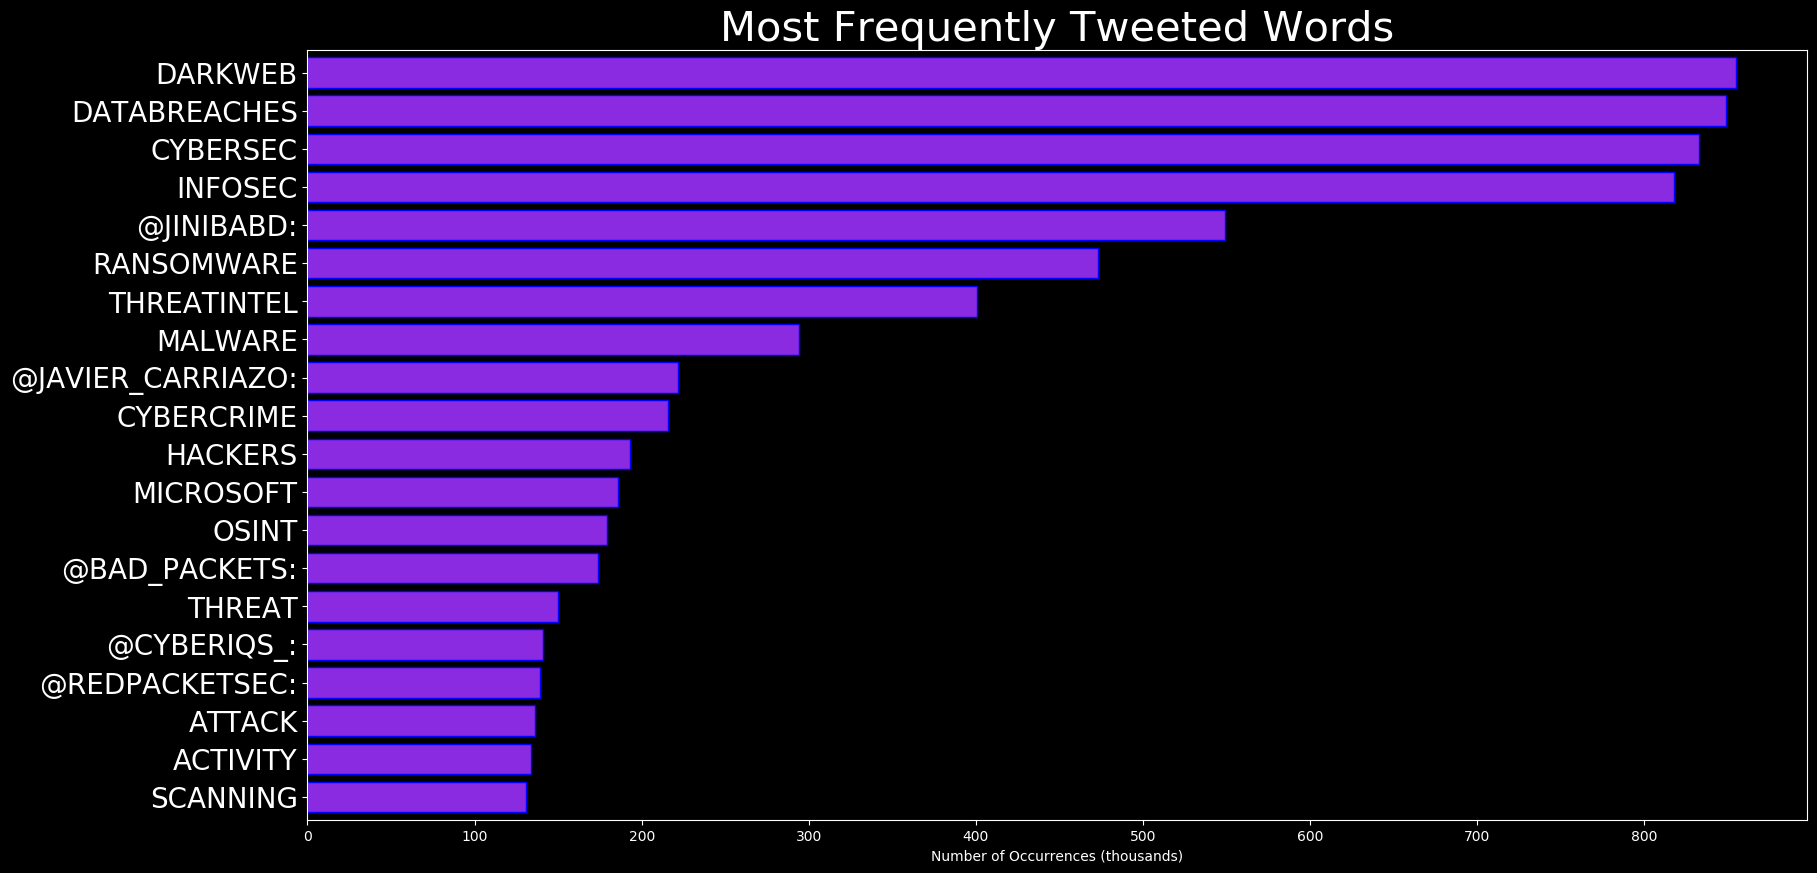 Most Frequently Tweeted Words
DARKWEB
DATABREACHES
CYBERSEC
INFOSEC
@JINIBABD:
RANSOMWARE
THREATINTEL
MALWARE
@JAVIER_CARRIAZO:
CYBERCRIME
HACKERS
MICROSOFT
OSINT
@BAD_PACKETS:
THREAT
@CYBERIQS_:
@REDPACKETSEC:
ATTACK
ACTIVITY
SCANNING
0 100 200 300 400 500 600 700 800
Number of Occurrences (thousands)